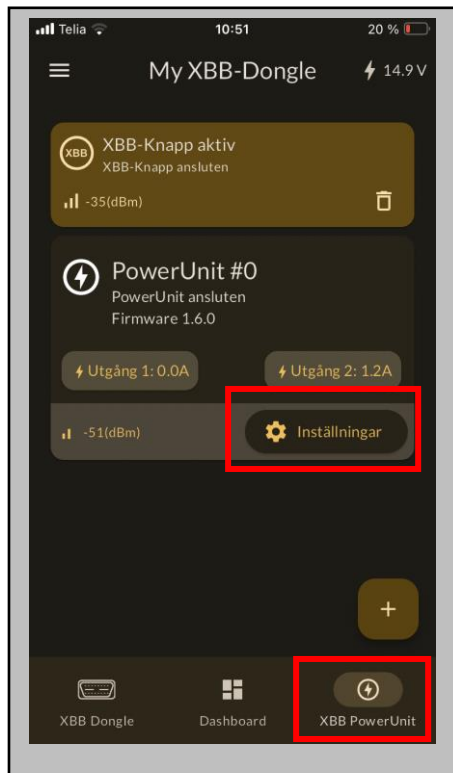 Telia 10:51 20 %
My XBB-Dongle 14.9 V
XBB XBB-Knapp aktiv
XBB-Knapp ansluten
-35(dBm)
PowerUnit #0
PowerUnit ansluten
Firmware 1.6.0
Utgång 1: 0.0A Utgång 2: 1.2A
-51(dBm) Inställningar
+
XBB Dongle Dashboard XBB PowerUnit